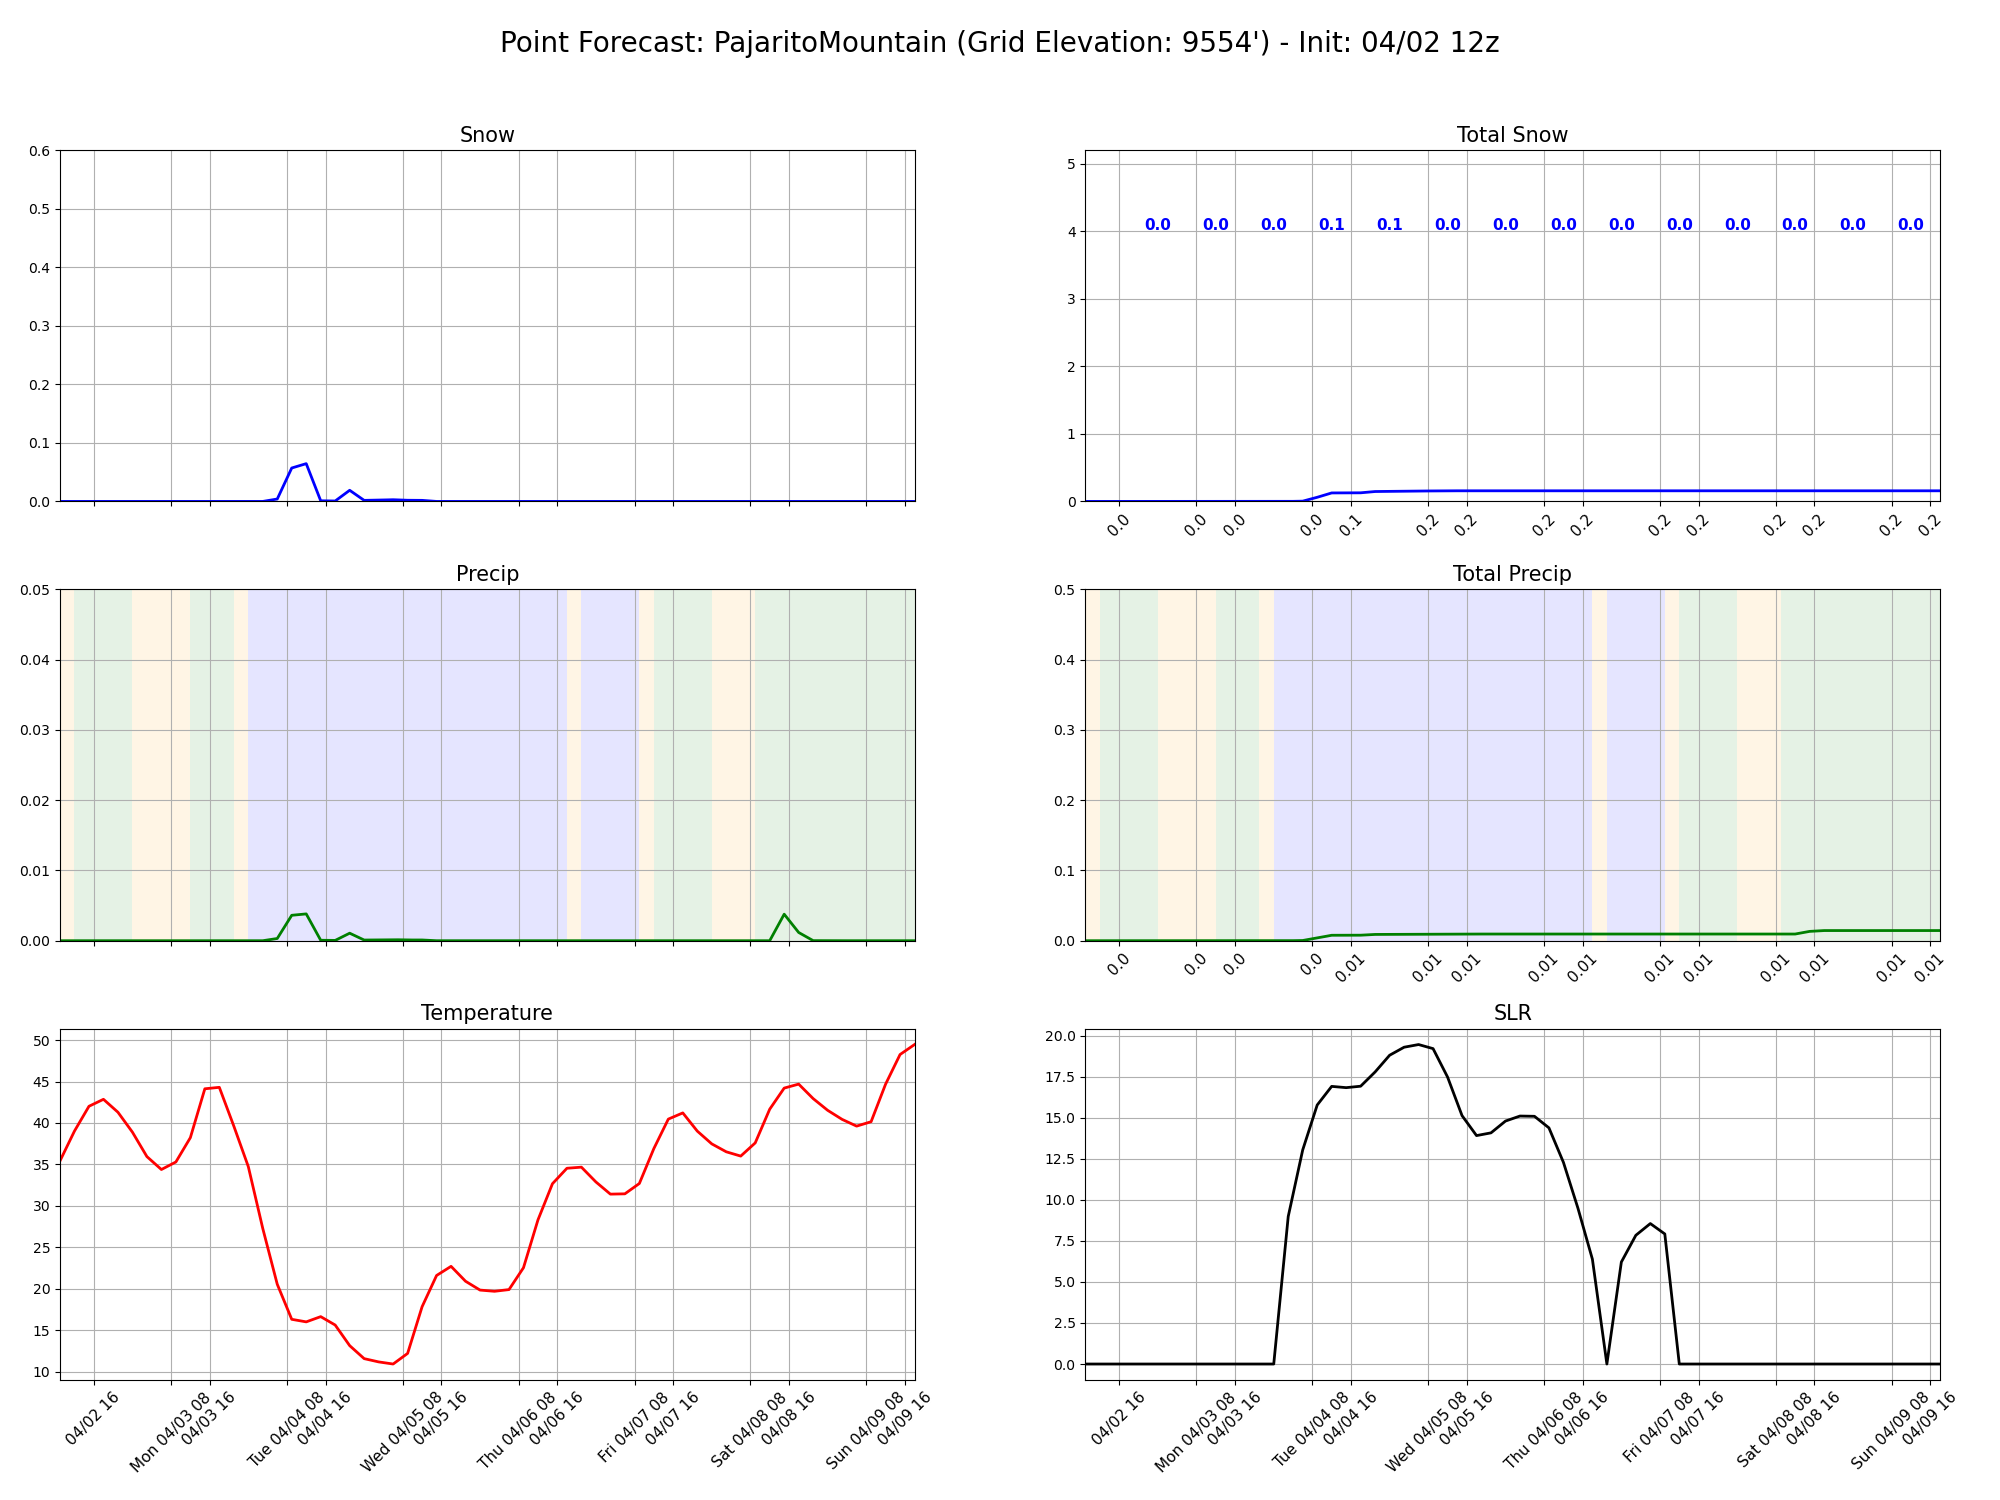 Point Forecast: PajaritoMountain (Grid Elevation: 9554') - Init: 04/02 12z
Snow
0.6
0.5
0.4
0.3
0.2
0.1
0.0
Total Snow
5
4
3
2
1
0
0.0 0.0 0.0 0.1 0.1 0.0 0.0 0.0 0.0 0.0 0.0 0.0 0.0 0.0
0.0 0.0 0.0 0.0 0.1 0.2 0.2 0.2 0.2 0.2 0.2 0.2 0.2 0.2 0.2
Precip
0.05
0.04
0.03
0.02
0.01
0.00
Total Precip
0.5
0.4
0.3
0.2
0.1
0.0
0.0 0.0 0.0 0.0 0.01 0.01 0.01 0.01 0.01 0.01 0.01 0.01 0.01 0.01 0.01
Temperature
50
45
40
35
30
25
20
15
10
04/02 16
Mon 04/03 08
04/03 16
Tue 04/04 08
04/04 16
Wed 04/05 08
04/05 16
Thu 04/06 08
04/06 16
Fri 04/07 08
04/07 16
Sat 04/08 08
04/08 16
Sun 04/09 08
04/09 16
SLR
20.0
17.5
15.0
12.5
10.0
7.5
5.0
2.5
0.0
04/02 16
Mon 04/03 08
04/03 16
Tue 04/04 08
04/04 16
Wed 04/05 08
04/05 16
Thu 04/06 08
04/06 16
Fri 04/07 08
04/07 16
Sat 04/08 08
04/08 16
Sun 04/09 08
04/09 16